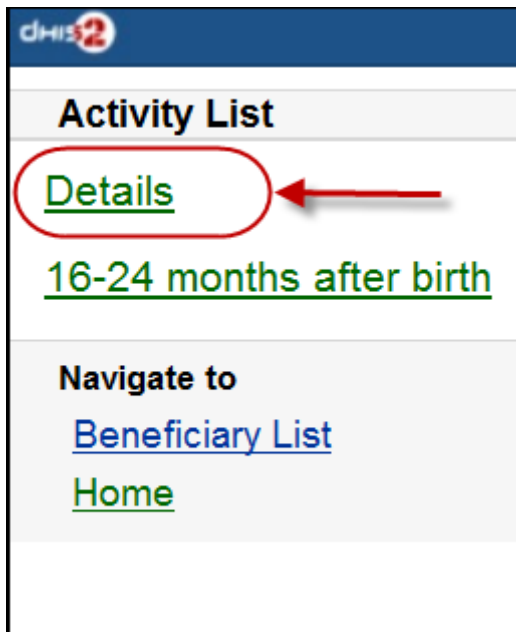 dHIS2
Activity List
Details
16-24 months after birth
Navigate to
Beneficiary List
Home